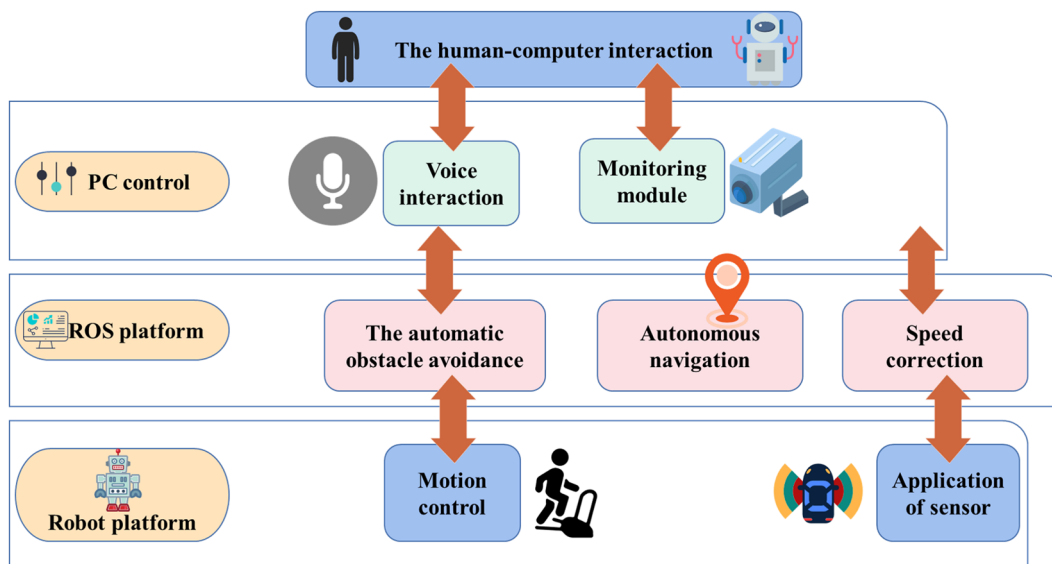 The human-computer interaction
PC control
Voice
interaction
Monitoring
module
ROS platform
The automatic
obstacle avoidance
Autonomous
navigation
Speed
correction
Robot platform
Motion
control
Application
of sensor